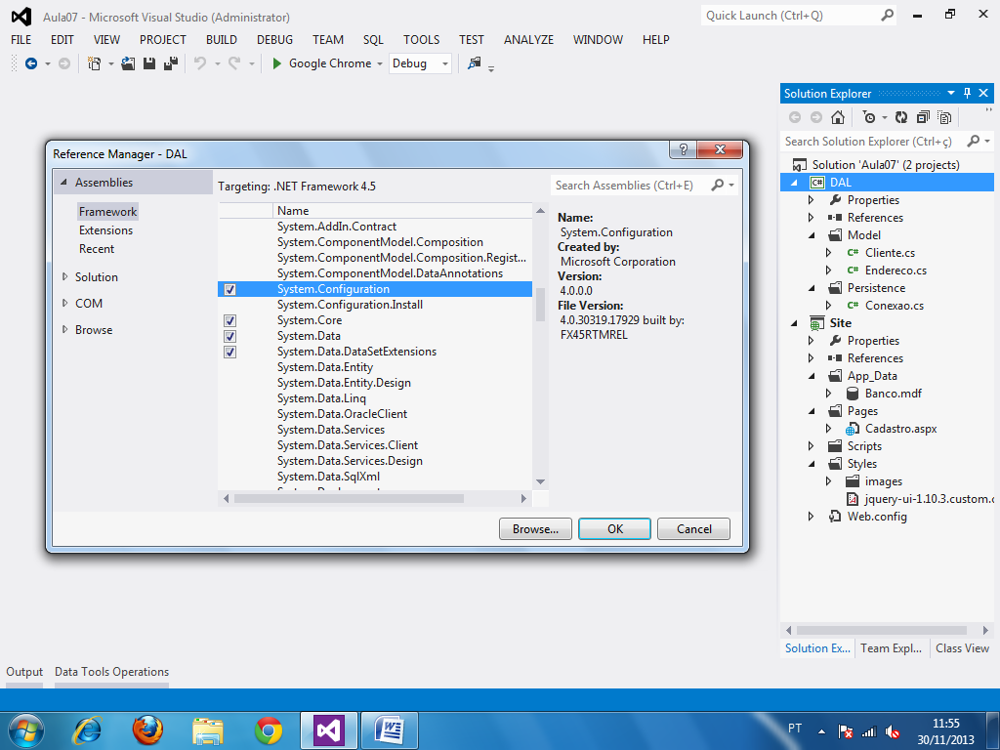 Aula07 - Microsoft Visual Studio (Administrator)
Quick Launch (Ctrl+Q)
FILE EDIT VIEW PROJECT BUILD DEBUG TEAM SQL TOOLS TEST ANALYZE WINDOW HELP
Google Chrome Debug
Reference Manager - DAL
Assemblies
Framework
Extensions
Recent
Solution
COM
Browse
Targeting: .NET Framework 4.5
Search Assemblies (Ctrl+E)
Name
System.AddIn.Contract
System.ComponentModel.Composition
System.ComponentModel.Composition.Regist...
System.ComponentModel.DataAnnotations
System.Configuration
System.Configuration.Install
System.Core
System.Data
System.Data.DataSetExtensions
System.Data.Entity
System.Data.Entity.Design
System.Data.Linq
System.Data.OracleClient
System.Data.Services
System.Data.Services.Client
System.Data.Services.Design
System.Data.SqlXml
Name:
System.Configuration
Created by:
Microsoft Corporation
Version:
4.0.0.0
File Version:
4.0.30319.17929 built by:
FX45RTMREL
Browse... OK Cancel
Solution Explorer
Search Solution Explorer (Ctrl+ç)
Solution 'Aula07' (2 projects)
C# DAL
Properties
References
Model
C# Cliente.cs
C# Endereco.cs
Persistence
C# Conexao.cs
Site
Properties
References
App_Data
Banco.mdf
Pages
Cadastro.aspx
Scripts
Styles
images
jquery-ui-1.10.3.custom.c
Web.config
Solution Ex... Team Expl... Class View
Output Data Tools Operations
PT
11:55
30/11/2013